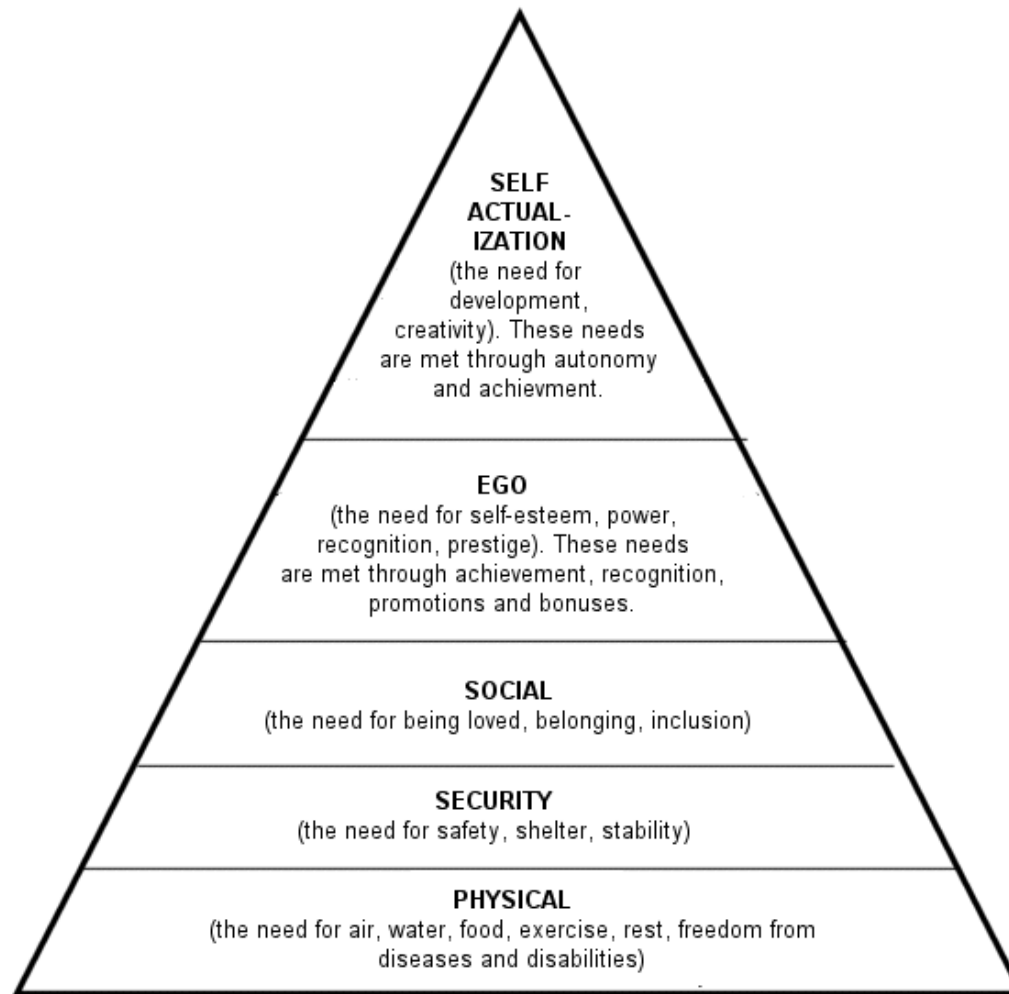 SELF
ACTUAL-
IZATION
(the need for
development,
creativity). These needs
are met through autonomy
and achievment.
EGO
(the need for self-esteem, power,
recognition, prestige). These needs
are met through achievement, recognition,
promotions and bonuses.
SOCIAL
(the need for being loved, belonging, inclusion)
SECURITY
(the need for safety, shelter, stability)
PHYSICAL
(the need for air, water, food, exercise, rest, freedom from
diseases and disabilities)